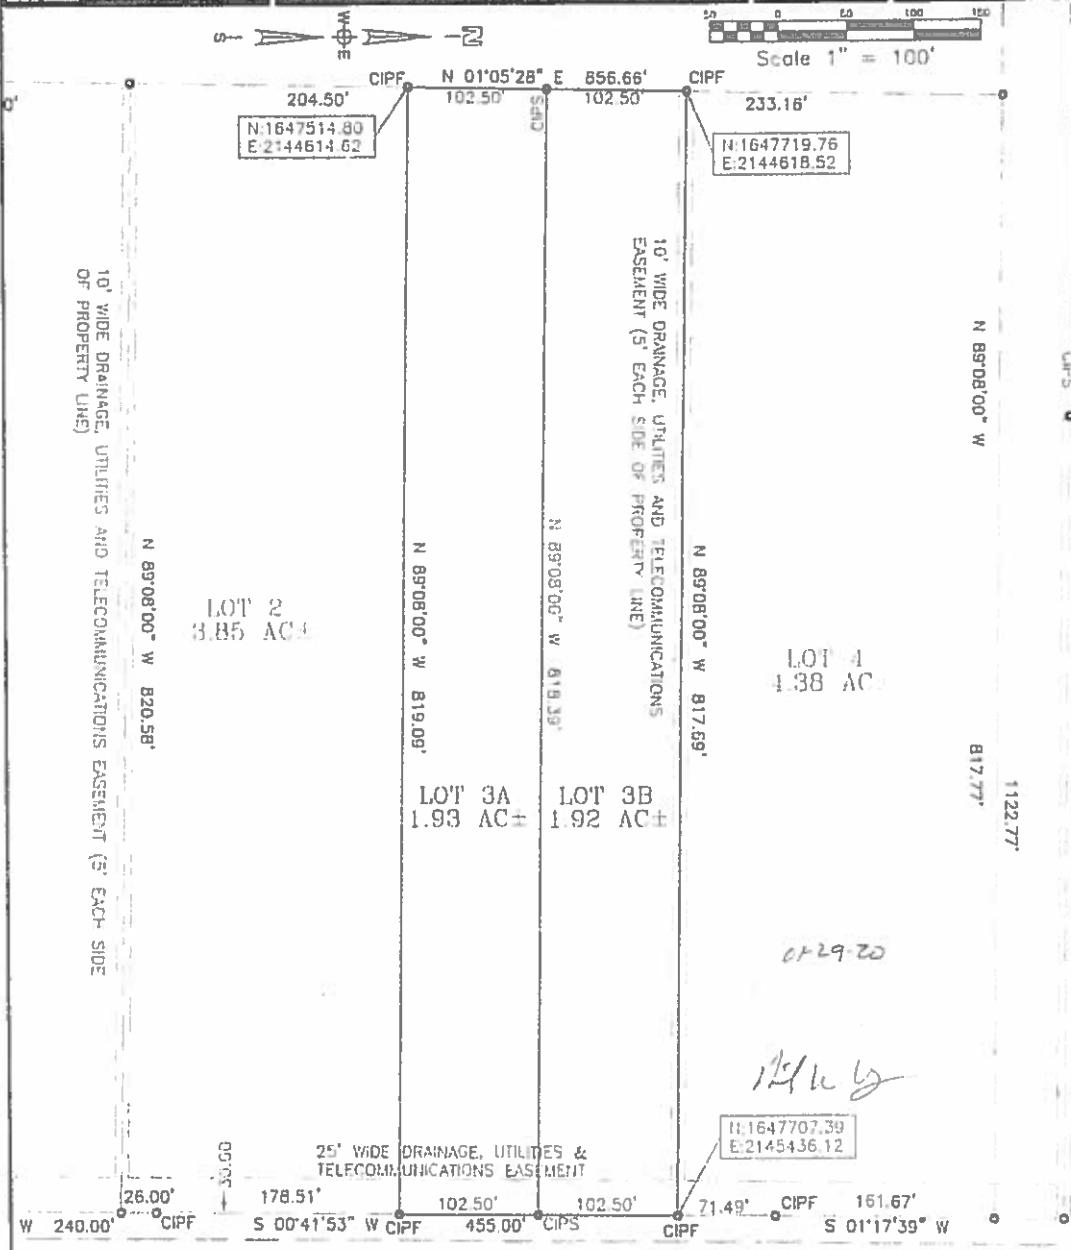 S
W
E
N
50 0 50 100 150
Scale 1" = 100'
CIPF N 01°05'28" E 856.66' CIPF
0' 204.50' 102.50' 102.50' 233.16'
CIPS
N:1647514.80
E:2144614.62
N:1647719.76
E:2144618.52
10' WIDE DRAINAGE, UTILITIES AND TELECOMMUNICATIONS
EASEMENT (5' EACH SIDE OF PROPERTY LINE)
10' WIDE DRAINAGE, UTILITIES AND TELECOMMUNICATIONS EASEMENT (5' EACH SIDE
OF PROPERTY LINE)
N 89°08'00" W
CIPS
N 89°08'00" W 820.58'
N 89°08'00" W 819.09'
N 89°08'00" W 818.39'
N 89°08'00" W 817.69'
LOT 2
3.85 AC±
LOT 4
4.38 AC
817.77'
1122.77'
LOT 3A
1.93 AC±
LOT 3B
1.92 AC±
N:1647707.39
E:2145436.12
25' WIDE DRAINAGE, UTILITIES &
TELECOMMUNICATIONS EASEMENT
26.00' 178.51' 102.50' 102.50' 71.49' CIPF 161.67'
W 240.00' CIPF S 00°41'53" W CIPF 455.00' CIPS CIPF S 01°17'39" W